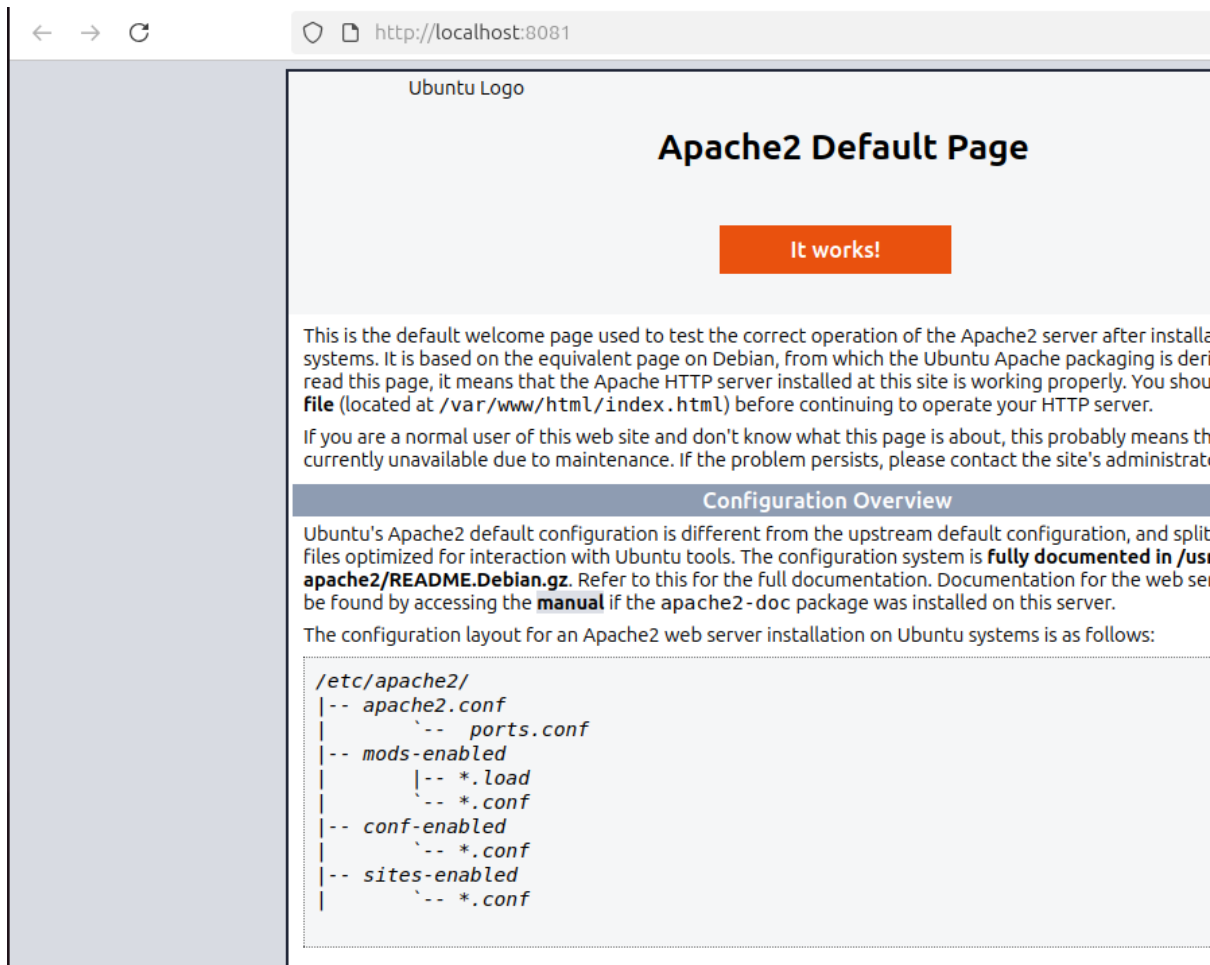 http://localhost:8081
Ubuntu Logo
Apache2 Default Page
It works!
This is the default welcome page used to test the correct operation of the Apache2 server after
systems. It is based on the equivalent page on Debian, from which the Ubuntu Apache packaging is
read this page, it means that the Apache HTTP server installed at this site is working properly. You
file (located at /var/www/html/index.html) before continuing to operate your HTTP server.
If you are a normal user of this web site and don't know what this page is about, this probably means
currently unavailable due to maintenance. If the problem persists, please contact the site's
Configuration Overview
Ubuntu's Apache2 default configuration is different from the upstream default configuration, and split
files optimized for interaction with Ubuntu tools. The configuration system is fully documented in
apache2/README.Debian.gz. Refer to this for the full documentation. Documentation for the web
be found by accessing the manual if the apache2-doc package was installed on this server.
The configuration layout for an Apache2 web server installation on Ubuntu systems is as follows:
/etc/apache2/
|-- apache2.conf
|       `--  ports.conf
|-- mods-enabled
|       |-- *.load
|       `-- *.conf
|-- conf-enabled
|       `-- *.conf
|-- sites-enabled
|       `-- *.conf